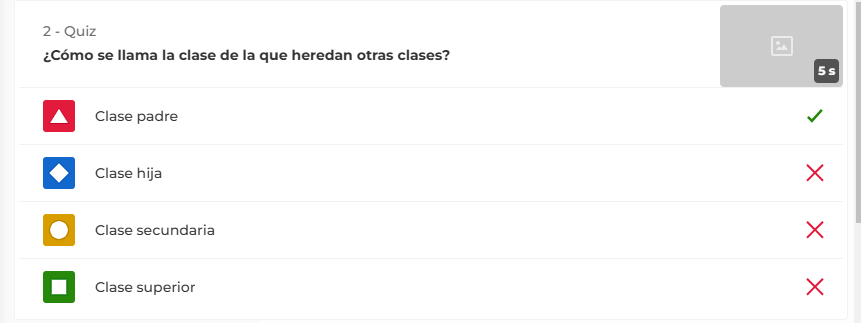 2 - Quiz
¿Cómo se llama la clase de la que heredan otras clases?
5 s
Clase padre
Clase hija
Clase secundaria
Clase superior